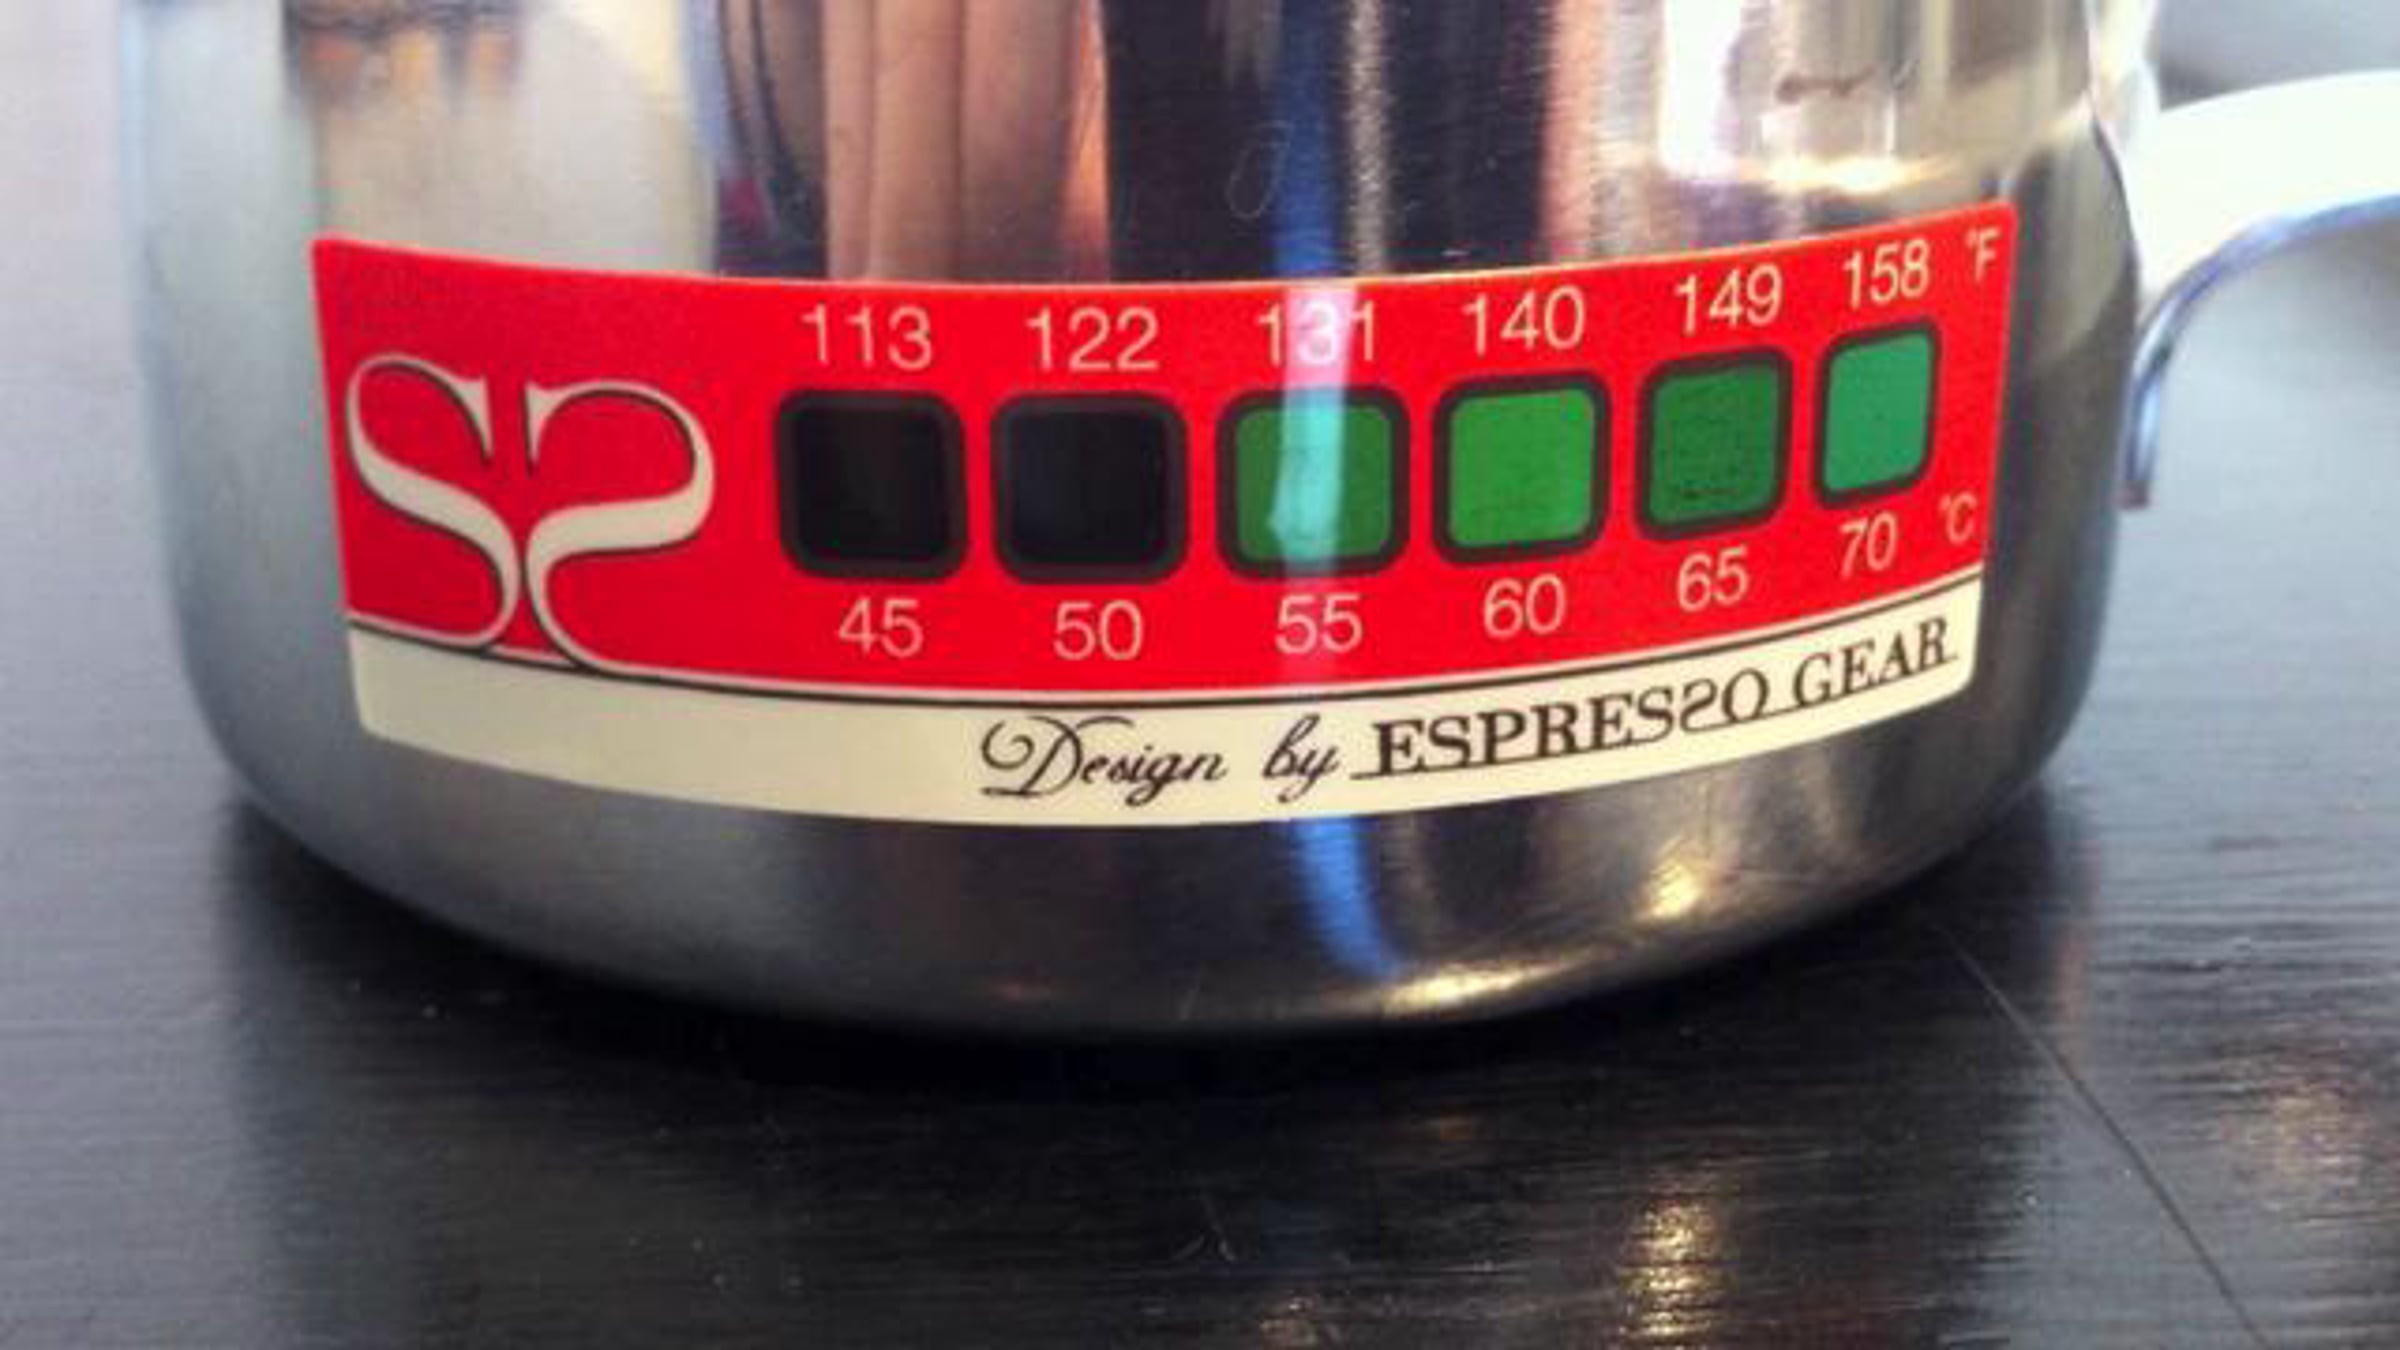 113 122 131 140 149 158 °F
45 50 55 60 65 70 °C
Design by ESPRESSO GEAR